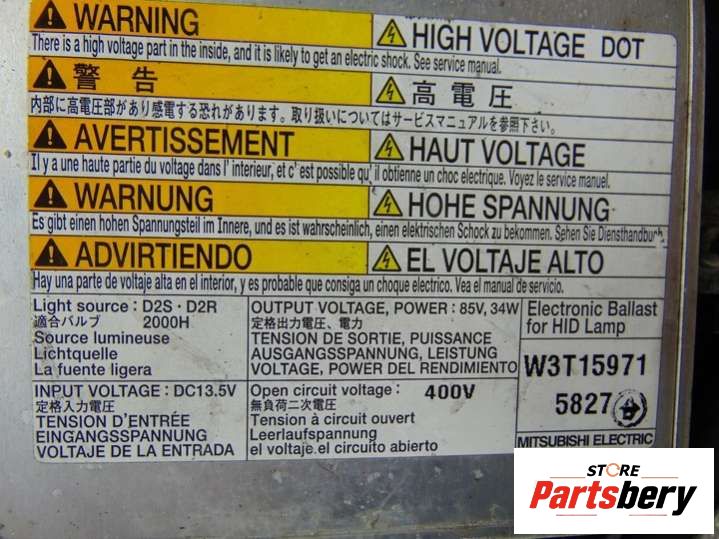 WARNING
HIGH VOLTAGE DOT
There is a high voltage part in the inside, and it is likely to get an electric shock. See service manual.
警告
高電圧
内部に高電圧部があり感電する恐れがあります。取り扱いについてはサービスマニュアルを参照下さい。
AVERTISSEMENT
HAUT VOLTAGE
Il y a une haute partie du voltage dans l' interieur, et c' est possible qu' il obtienne un choc electrique. Voyez le service manuel.
WARNUNG
HOHE SPANNUNG
Es gibt einen hohen Spannungsteil im Innere, und es ist wahrscheinlich, einen elektrischen Schock zu bekommen. Sehen Sie Diensthandbuch
ADVIRTIENDO
EL VOLTAJE ALTO
Hay una parte de voltaje alta en el interior, y es probable que consiga un choque electrico. Vea el manual de servicio.
Light source : D2S · D2R
適合バルブ 2000H
Source lumineuse
Lichtquelle
La fuente ligera
OUTPUT VOLTAGE, POWER : 85V, 34W
定格出力電圧、電力
TENSION DE SORTIE, PUISSANCE
AUSGANGSSPANNUNG, LEISTUNG
VOLTAJE, POWER DEL RENDIMIENTO
Electronic Ballast
for HID Lamp
W3T15971
5827
MITSUBISHI ELECTRIC
INPUT VOLTAGE : DC13.5V
定格入力電圧
TENSION D'ENTRÉE
EINGANGSSPANNUNG
VOLTAJE DE LA ENTRADA
Open circuit voltage : 400V
無負荷二次電圧
Tension à circuit ouvert
Leerlaufspannung
el voltaje.el circuito abierto
STORE
Partsbery